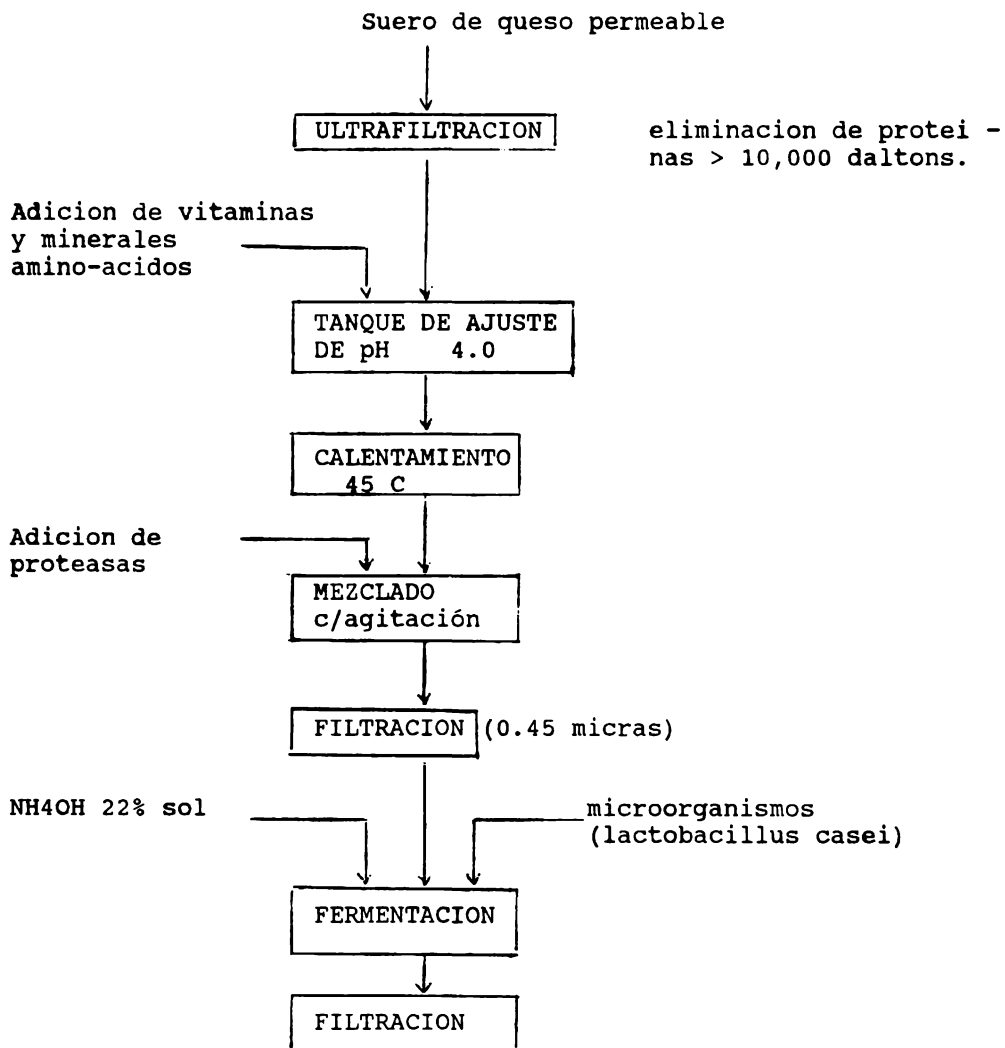 Suero de queso permeable
ULTRAFILTRACION
eliminacion de protei -
nas > 10,000 daltons.
Adicion de vitaminas
y minerales
amino-acidos
TANQUE DE AJUSTE
DE pH 4.0
CALENTAMIENTO
45 C
Adicion de
proteasas
MEZCLADO
c/agitación
FILTRACION (0.45 micras)
NH4OH 22% sol
microorganismos
(lactobacillus casei)
FERMENTACION
FILTRACION